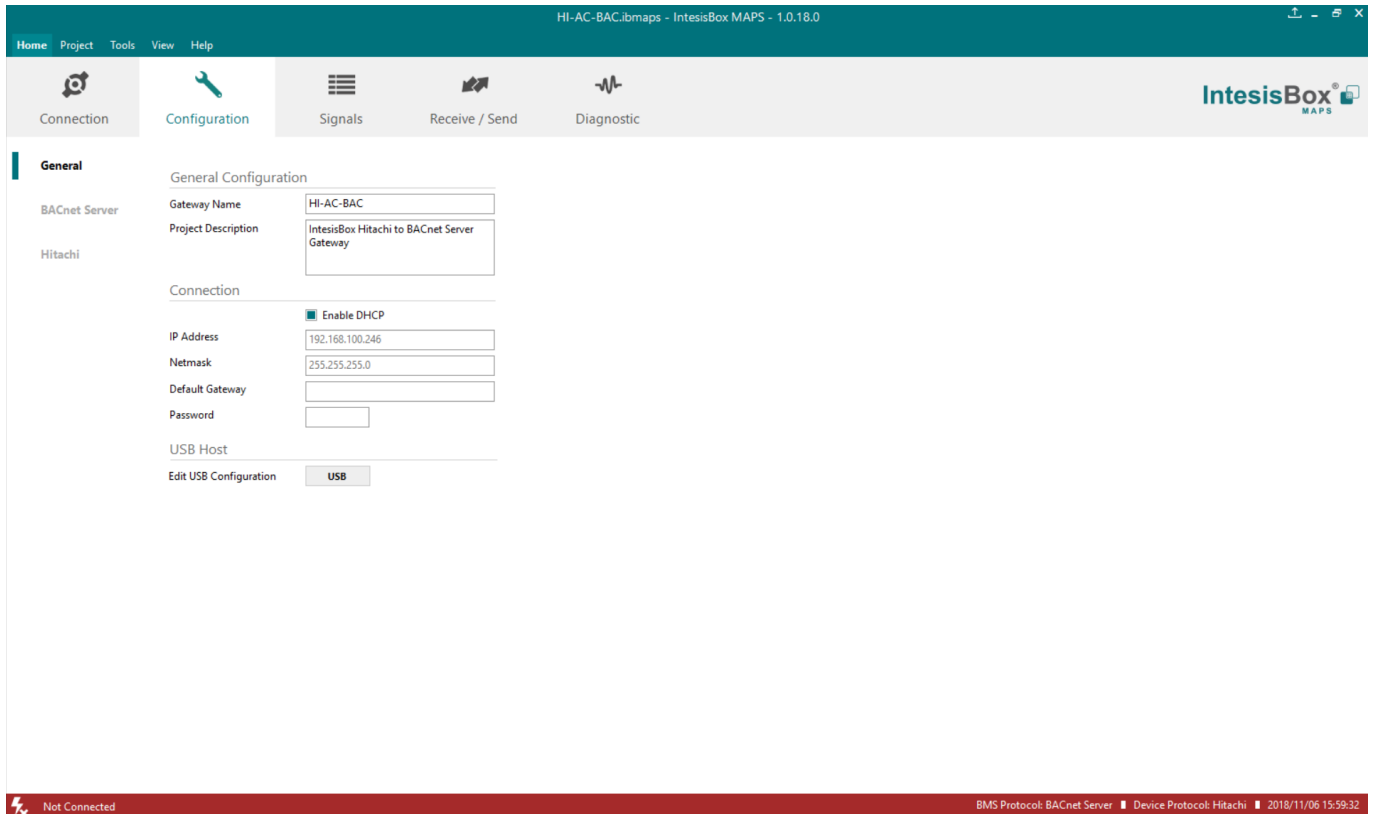 HI-AC-BAC.ibmaps - IntesisBox MAPS - 1.0.18.0
Home Project Tools View Help
Connection Configuration Signals Receive / Send Diagnostic
IntesisBox®
MAPS
General
BACnet Server
Hitachi
General Configuration
Gateway Name HI-AC-BAC
Project Description IntesisBox Hitachi to BACnet Server
Gateway
Connection
Enable DHCP
IP Address 192.168.100.246
Netmask 255.255.255.0
Default Gateway
Password
USB Host
Edit USB Configuration USB
Not Connected BMS Protocol: BACnet Server Device Protocol: Hitachi 2018/11/06 15:59:32